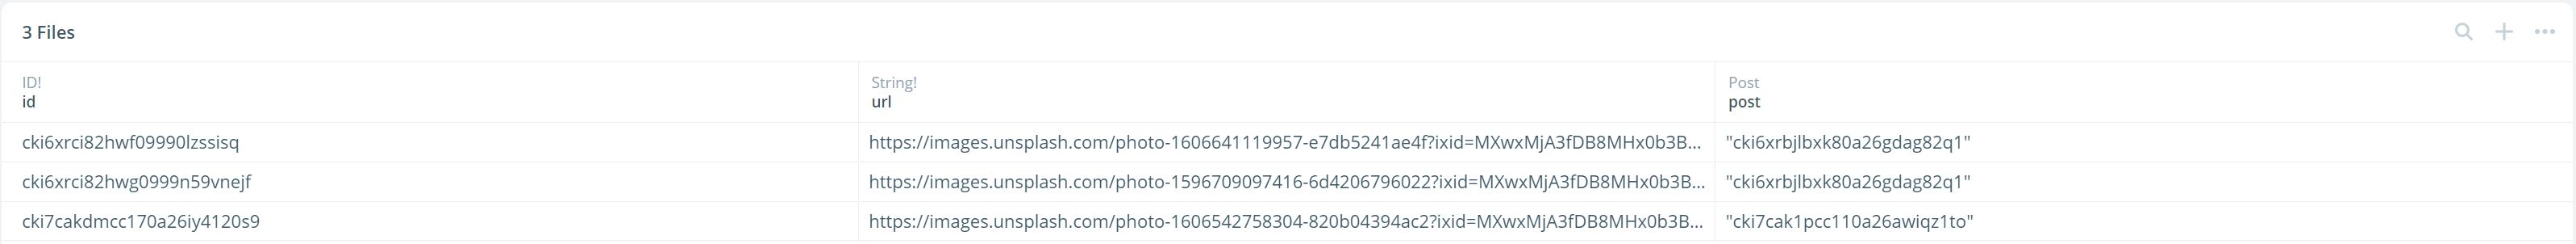 3 Files
ID! String! Post
id url post
cki6xrci82hwf09990lzssisq https://images.unsplash.com/photo-1606641119957-e7db5241ae4f?ixid=MXwxMjA3fDB8MHx0b3B... "cki6xrbjlbxk80a26gdag82q1"
cki6xrci82hwg0999n59vnejf https://images.unsplash.com/photo-1596709097416-6d4206796022?ixid=MXwxMjA3fDB8MHx0b3B... "cki6xrbjlbxk80a26gdag82q1"
cki7cakdmcc170a26iy4120s9 https://images.unsplash.com/photo-1606542758304-820b04394ac2?ixid=MXwxMjA3fDB8MHx0b3B... "cki7cak1pcc110a26awiqz1to"